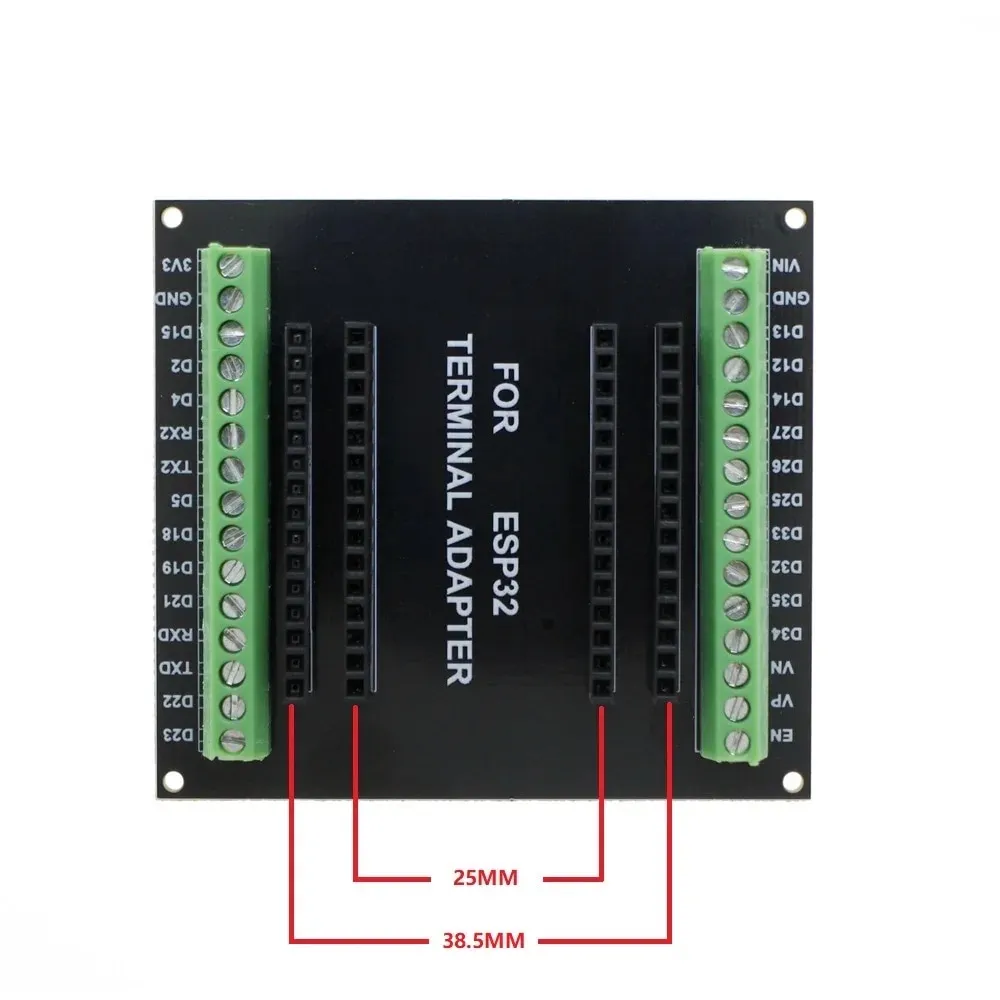 3V3
GND
D15
D2
D4
RX2
TX2
D5
D18
D19
D21
RXD
TXD
D22
D23
FOR ESP32
TERMINAL ADAPTER
VIN
GND
D13
D12
D14
D27
D26
D25
D33
D32
D35
D34
VN
VP
EN
25MM
38.5MM